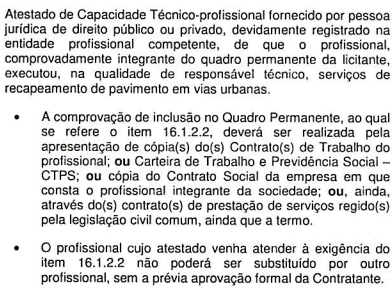 Atestado de Capacidade Técnico-profissional fornecido por pessoa
jurídica de direito público ou privado, devidamente registrado na
entidade profissional competente, de que o profissional,
comprovadamente integrante do quadro permanente da licitante,
executou, na qualidade de responsável técnico, serviços de
recapeamento de pavimento em vias urbanas.
• A comprovação de inclusão no Quadro Permanente, ao qual
se refere o item 16.1.2.2, deverá ser realizada pela
apresentação de cópia(s) do(s) Contrato(s) de Trabalho do
profissional; ou Carteira de Trabalho e Previdência Social –
CTPS; ou cópia do Contrato Social da empresa em que
consta o profissional integrante da sociedade; ou, ainda,
através do(s) contrato(s) de prestação de serviços regido(s)
pela legislação civil comum, ainda que a termo.
• O profissional cujo atestado venha atender à exigência do
item 16.1.2.2 não poderá ser substituído por outro
profissional, sem a prévia aprovação formal da Contratante.